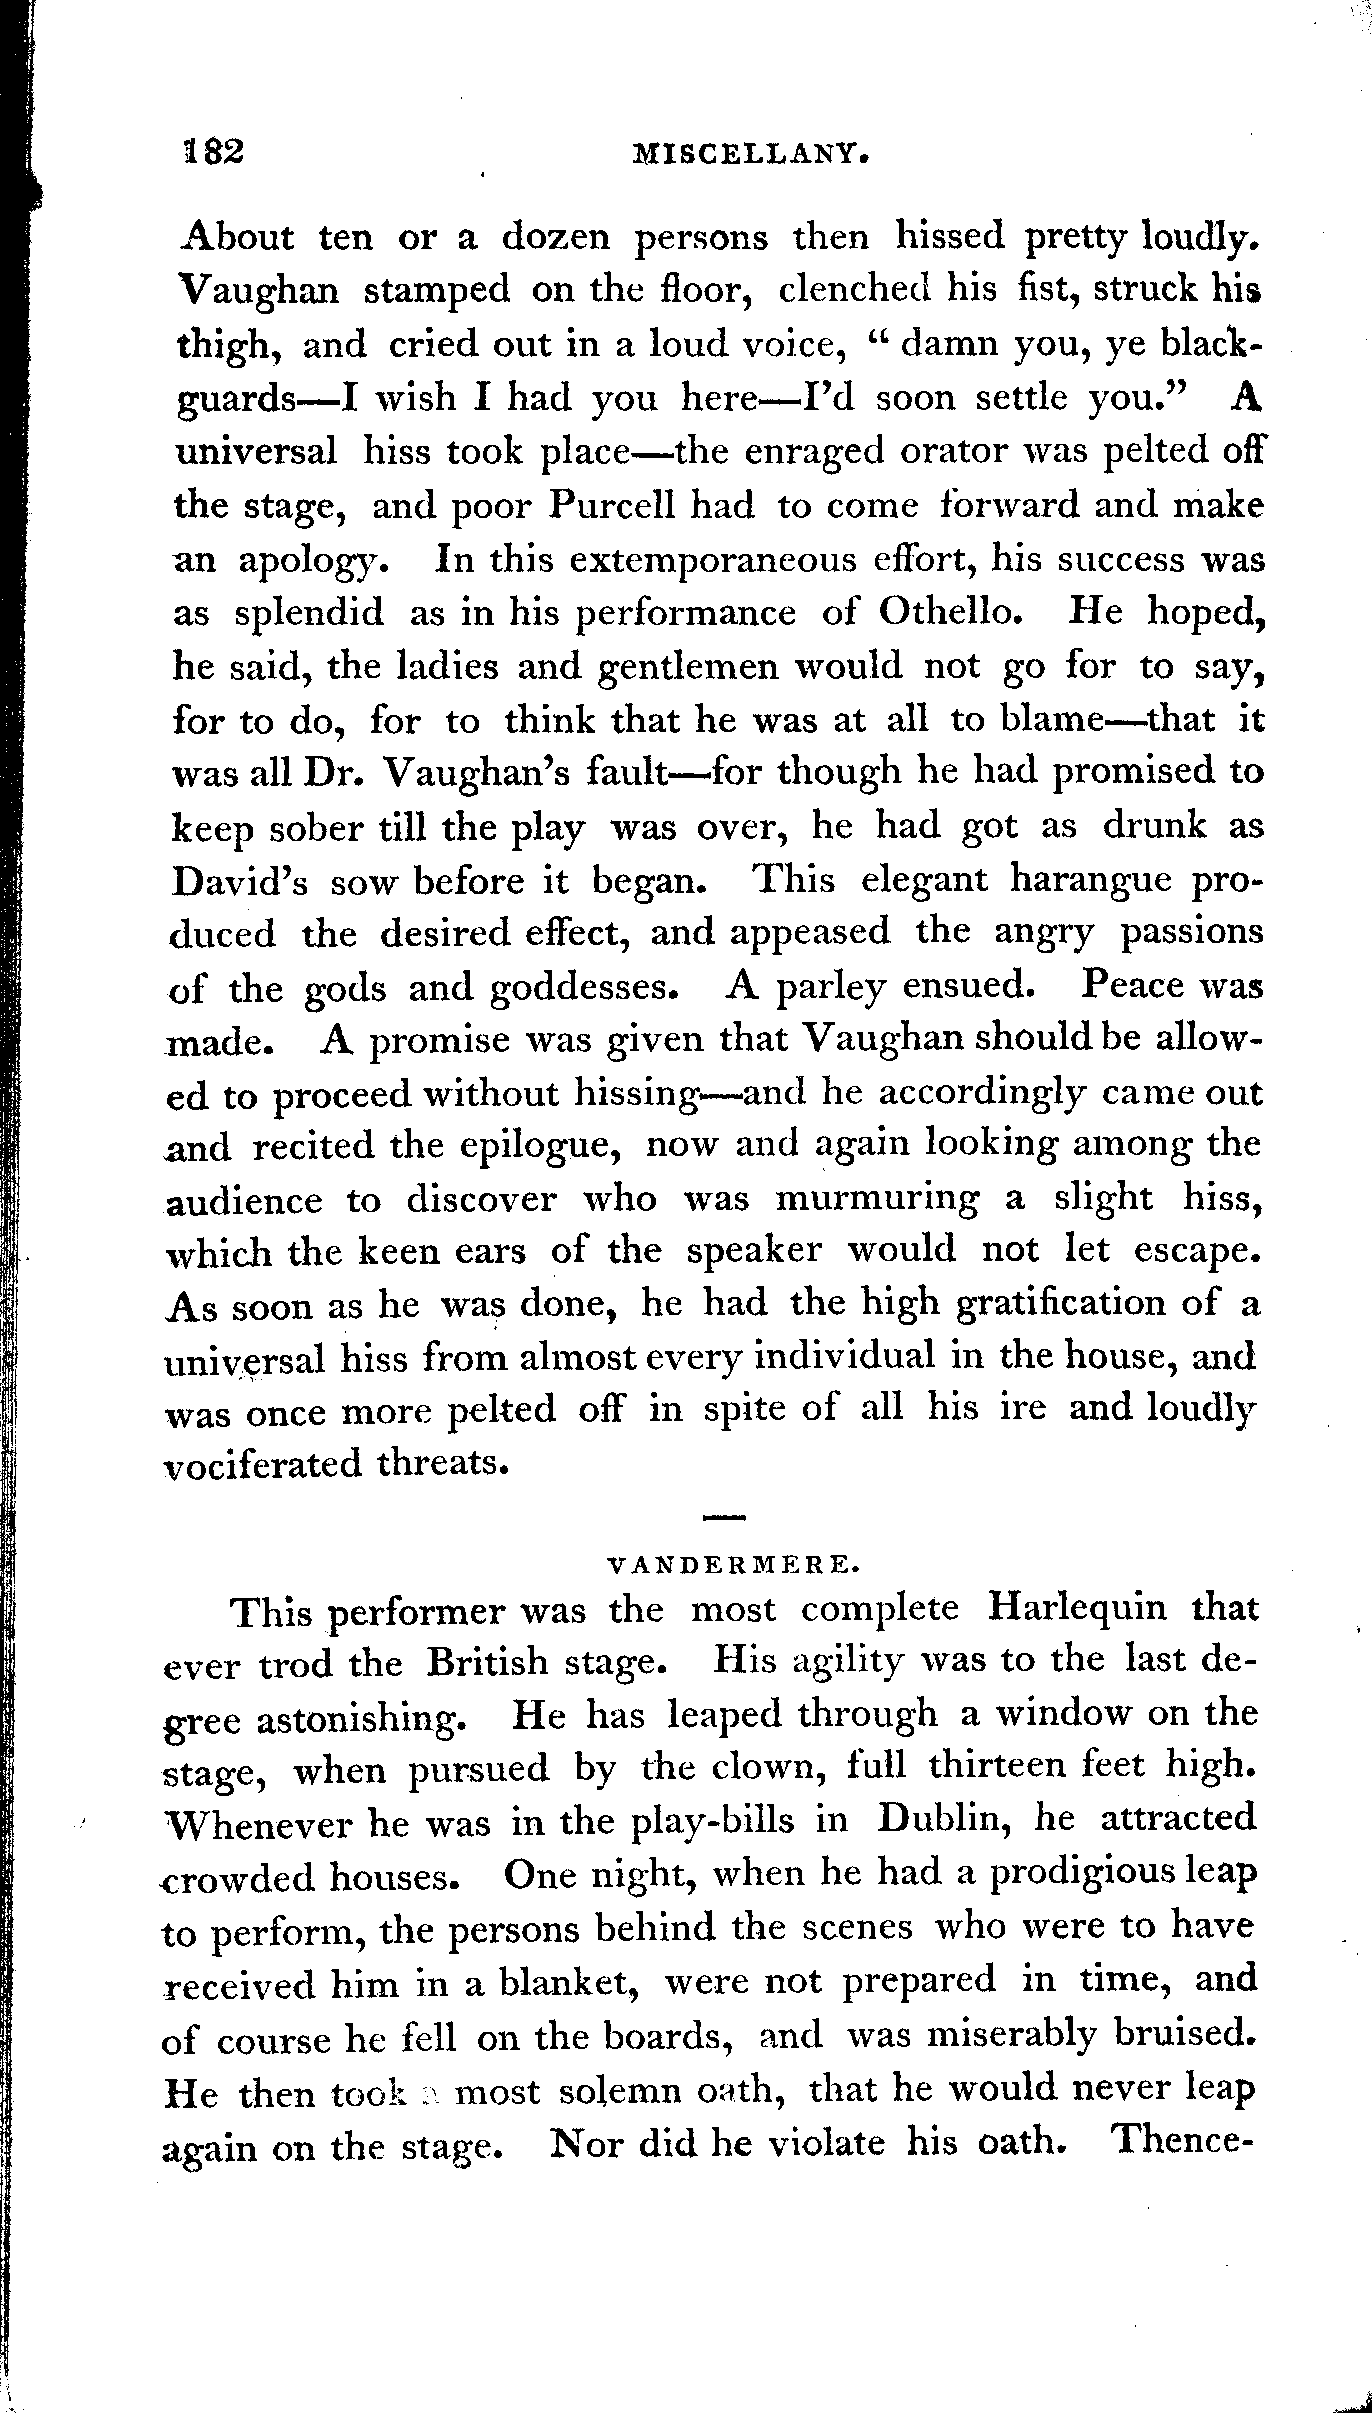 182 MISCELLANY.
About ten or a dozen persons then hissed pretty loudly.
Vaughan stamped on the floor, clenched his fist, struck his
thigh, and cried out in a loud voice, “ damn you, ye black-
guards—I wish I had you here—I’d soon settle you.” A
universal hiss took place—the enraged orator was pelted off
the stage, and poor Purcell had to come forward and make
an apology. In this extemporaneous effort, his success was
as splendid as in his performance of Othello. He hoped,
he said, the ladies and gentlemen would not go for to say,
for to do, for to think that he was at all to blame—that it
was all Dr. Vaughan’s fault—for though he had promised to
keep sober till the play was over, he had got as drunk as
David’s sow before it began. This elegant harangue pro-
duced the desired effect, and appeased the angry passions
of the gods and goddesses. A parley ensued. Peace was
made. A promise was given that Vaughan should be allow-
ed to proceed without hissing—and he accordingly came out
and recited the epilogue, now and again looking among the
audience to discover who was murmuring a slight hiss,
which the keen ears of the speaker would not let escape.
As soon as he was done, he had the high gratification of a
universal hiss from almost every individual in the house, and
was once more pelted off in spite of all his ire and loudly
vociferated threats.
VANDERMERE.
This performer was the most complete Harlequin that
ever trod the British stage. His agility was to the last de-
gree astonishing. He has leaped through a window on the
stage, when pursued by the clown, full thirteen feet high.
Whenever he was in the play-bills in Dublin, he attracted
crowded houses. One night, when he had a prodigious leap
to perform, the persons behind the scenes who were to have
received him in a blanket, were not prepared in time, and
of course he fell on the boards, and was miserably bruised.
He then took a most solemn oath, that he would never leap
again on the stage. Nor did he violate his oath. Thence-